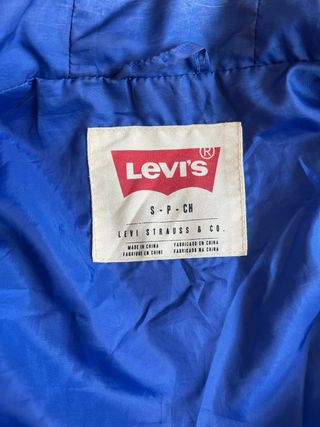 LEVI'S®
S - P - CH
LEVI STRAUSS & CO.
MADE IN CHINA FABRICADO EN CHINA
FABRIQUÉ EN CHINE FABRICADO NA CHINA